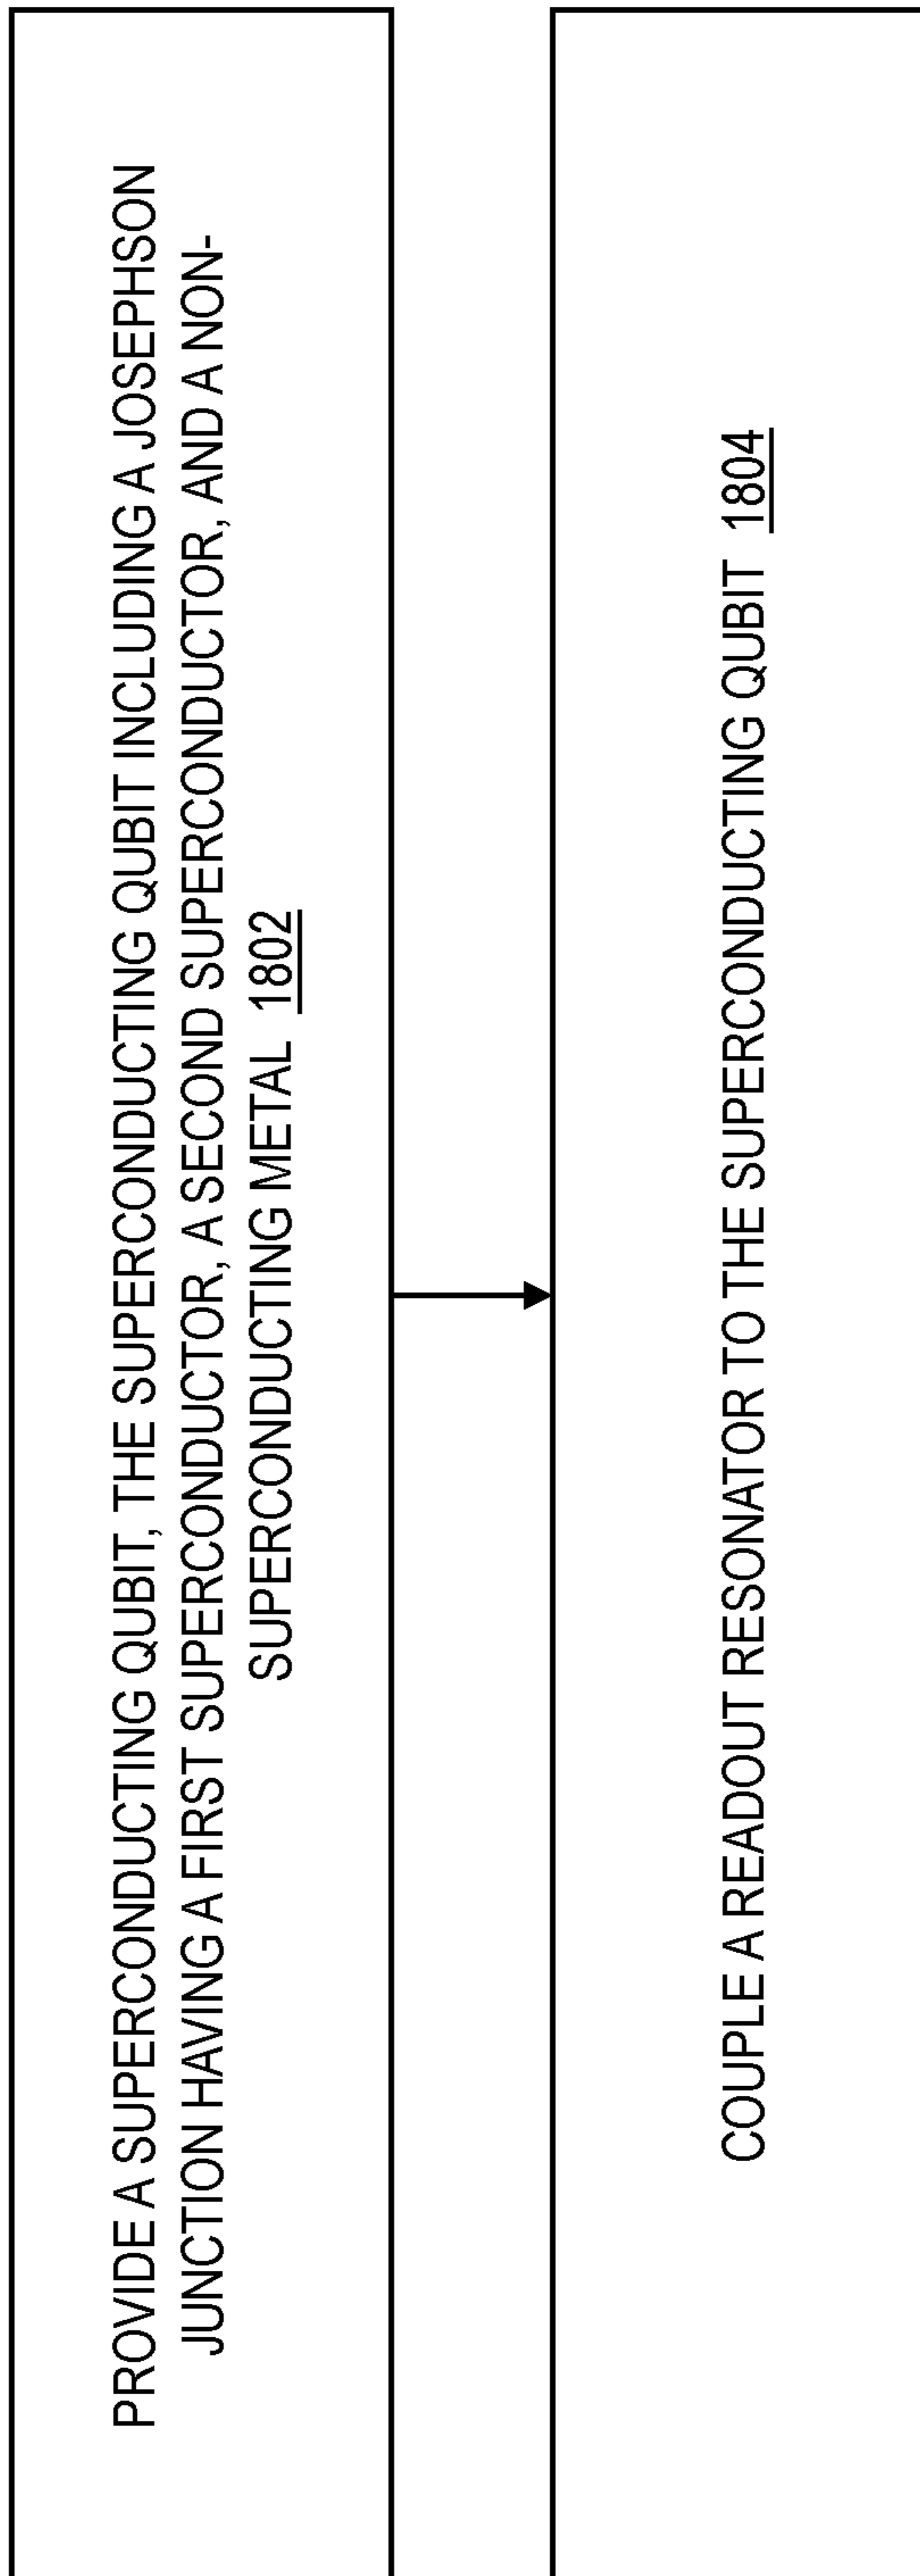 PROVIDE A SUPERCONDUCTING QUBIT, THE SUPERCONDUCTING QUBIT INCLUDING A JOSEPHSON
JUNCTION HAVING A FIRST SUPERCONDUCTOR, A SECOND SUPERCONDUCTOR, AND A NON-
SUPERCONDUCTING METAL 1802
COUPLE A READOUT RESONATOR TO THE SUPERCONDUCTING QUBIT 1804